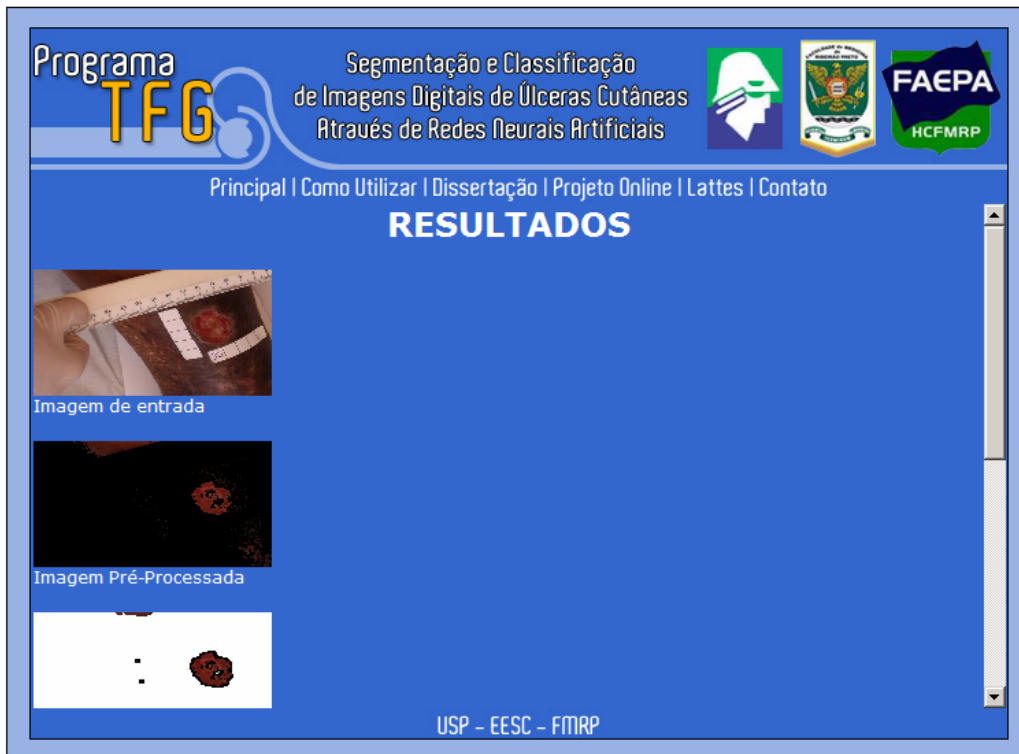 Programa
TFG
Segmentação e Classificação
de Imagens Digitais de Úlceras Cutâneas
Através de Redes Neurais Artificiais
FAEPA
HCFMRP
Principal | Como Utilizar | Dissertação | Projeto Online | Lattes | Contato
RESULTADOS
Imagem de entrada
Imagem Pré-Processada
USP - EESC - FMRP